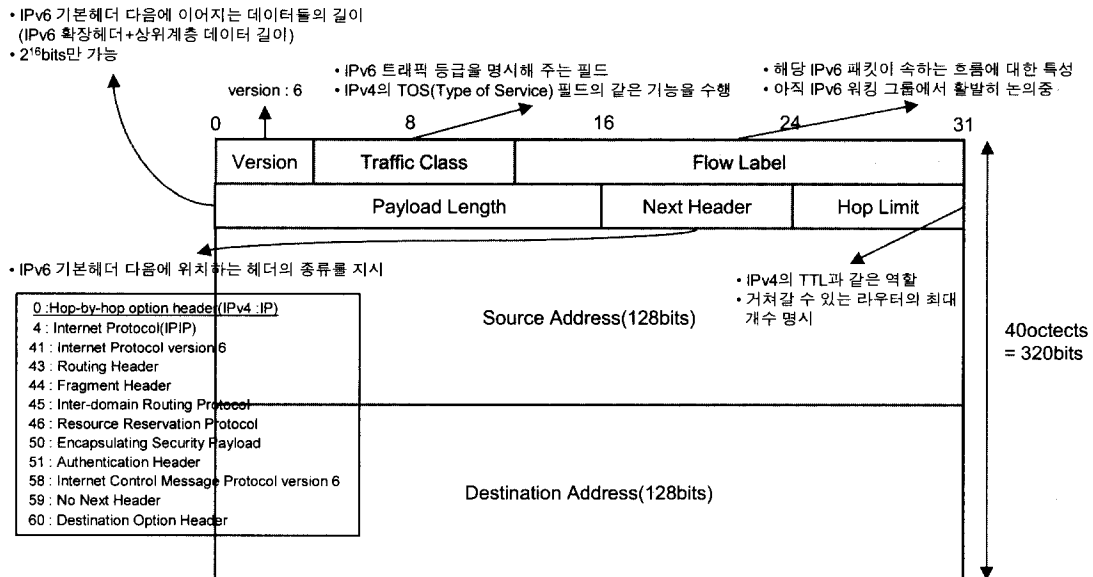 • IPv6 기본헤더 다음에 이어지는 데이터들의 길이
(IPv6 확장헤더+상위계층 데이터 길이)
• 2¹⁶bits만 가능
version : 6
• IPv6 트래픽 등급을 명시해 주는 필드
• IPv4의 TOS(Type of Service) 필드의 같은 기능을 수행
• 해당 IPv6 패킷이 속하는 흐름에 대한 특성
• 아직 IPv6 워킹 그룹에서 활발히 논의중
0 8 16 24 31
Version Traffic Class Flow Label
Payload Length Next Header Hop Limit
• IPv6 기본헤더 다음에 위치하는 헤더의 종류를 지시
0 :Hop-by-hop option header(IPv4 :IP)
4 : Internet Protocol(IPIP)
41 : Internet Protocol version 6
43 : Routing Header
44 : Fragment Header
45 : Inter-domain Routing Protocol
46 : Resource Reservation Protocol
50 : Encapsulating Security Payload
51 : Authentication Header
58 : Internet Control Message Protocol version 6
59 : No Next Header
60 : Destination Option Header
• IPv4의 TTL과 같은 역할
• 거쳐갈 수 있는 라우터의 최대
개수 명시
Source Address(128bits)
40octects
= 320bits
Destination Address(128bits)